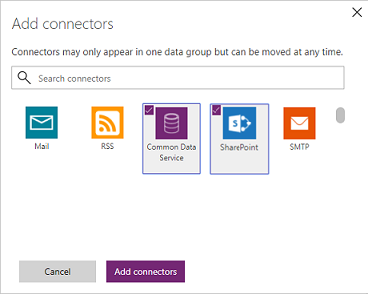 Add connectors
Connectors may only appear in one data group but can be moved at any time.
Search connectors
Mail
RSS
Common Data
Service
SharePoint
SMTP
Cancel
Add connectors